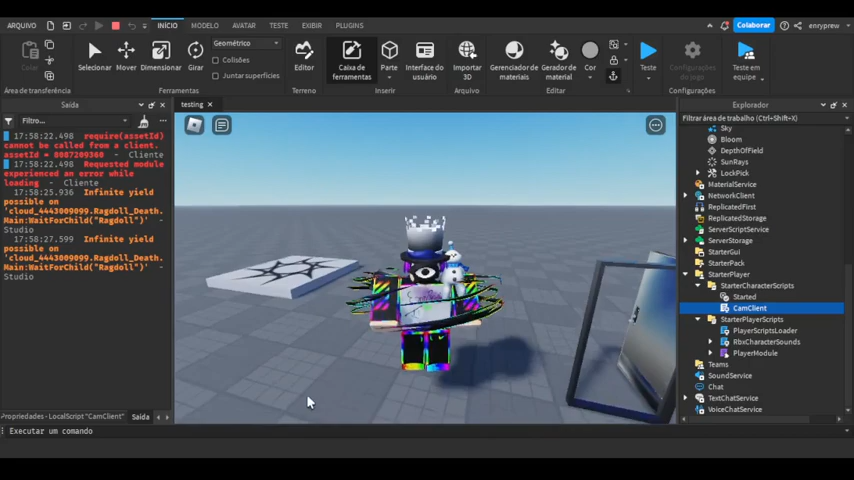 ARQUIVO
INÍCIO
MODELO
AVATAR
TESTE
EXIBIR
PLUGINS
Colaborar
enryprew
Colar
Selecionar
Mover
Dimensionar
Girar
Geométrico
Colisões
Juntar superfícies
Editor
Caixa de ferramentas
Parte
Interface do usuário
Importar 3D
Gerenciador de materiais
Gerador de material
Cor
Teste
Configurações do jogo
Teste em equipe
Área de transferência
Ferramentas
Terreno
Inserir
Arquivo
Editar
Configurações
Saída
Filtro...
17:58:22.498 require(assetId)
cannot be called from a client.
assetId = 8087209360 - Cliente
17:58:22.498 Requested module
experienced an error while
loading - Cliente
17:58:25.936 Infinite yield
possible on
'cloud_4443009099.Ragdoll_Death.
Main:WaitForChild("Ragdoll")' -
Studio
17:58:27.599 Infinite yield
possible on
'cloud_4443009099.Ragdoll_Death.
Main:WaitForChild("Ragdoll")' -
Studio
Propriedades - LocalScript "CamClient"
Saída
testing
Explorador
Filtrar área de trabalho (Ctrl+Shift+X)
Sky
Bloom
DepthOfField
SunRays
LockPick
MaterialService
NetworkClient
ReplicatedFirst
ReplicatedStorage
ServerScriptService
ServerStorage
StarterGui
StarterPack
StarterPlayer
StarterCharacterScripts
Started
CamClient
StarterPlayerScripts
PlayerScriptsLoader
RbxCharacterSounds
PlayerModule
Teams
SoundService
Chat
TextChatService
VoiceChatService
Executar um comando